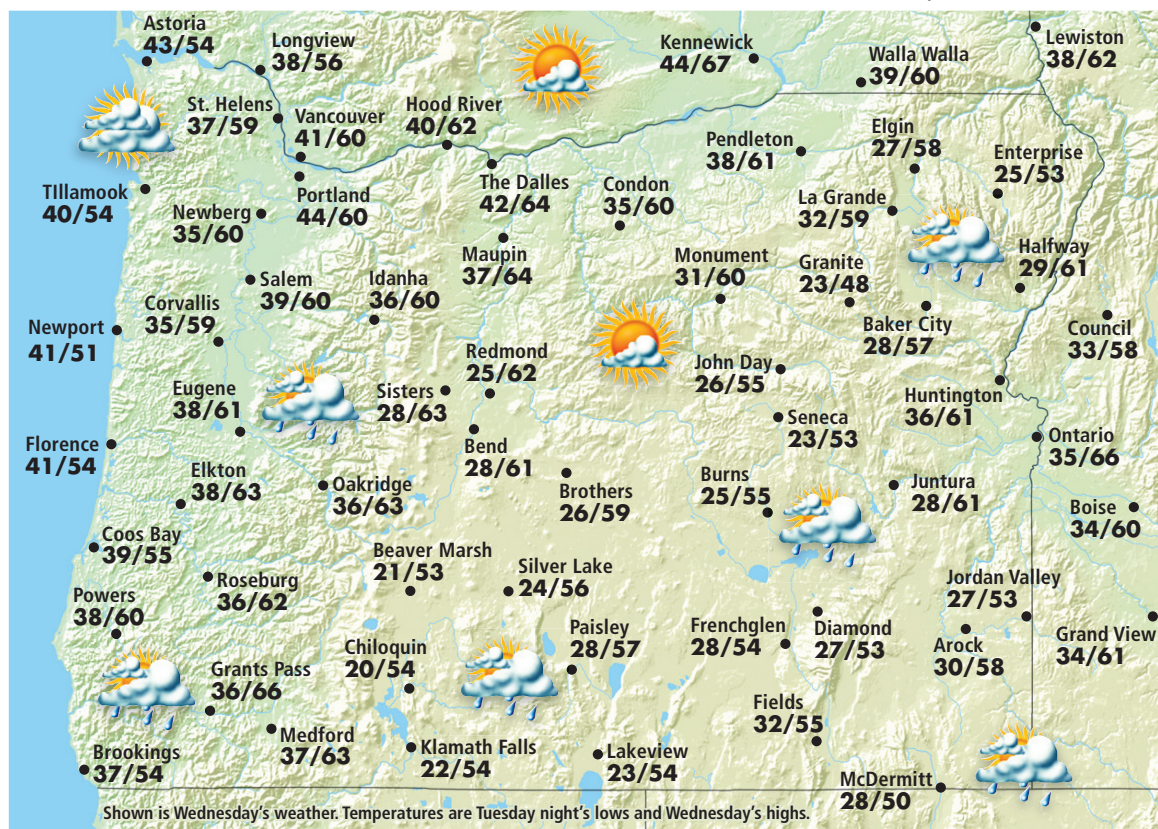 Astoria
43/54
Longview
38/56
Kennewick
44/67
Walla Walla
39/60
Lewiston
38/62
St. Helens
37/59
Vancouver
41/60
Hood River
40/62
Pendleton
38/61
Elgin
27/58
Enterprise
25/53
TIllamook
40/54
Newberg
35/60
Portland
44/60
The Dalles
42/64
Condon
35/60
La Grande
32/59
Maupin
37/64
Monument
31/60
Granite
23/48
Halfway
29/61
Salem
39/60
Idanha
36/60
Corvallis
35/59
Newport
41/51
Baker City
28/57
Council
33/58
Redmond
25/62
John Day
26/55
Eugene
38/61
Sisters
28/63
Huntington
36/61
Seneca
23/53
Florence
41/54
Bend
28/61
Ontario
35/66
Elkton
38/63
Oakridge
36/63
Brothers
26/59
Burns
25/55
Juntura
28/61
Boise
34/60
Coos Bay
39/55
Beaver Marsh
21/53
Silver Lake
24/56
Roseburg
36/62
Jordan Valley
27/53
Powers
38/60
Chiloquin
20/54
Paisley
28/57
Frenchglen
28/54
Diamond
27/53
Arock
30/58
Grand View
34/61
Grants Pass
36/66
Fields
32/55
Medford
37/63
Klamath Falls
22/54
Lakeview
23/54
Brookings
37/54
McDermitt
28/50
Shown is Wednesday's weather. Temperatures are Tuesday night's lows and Wednesday's highs.